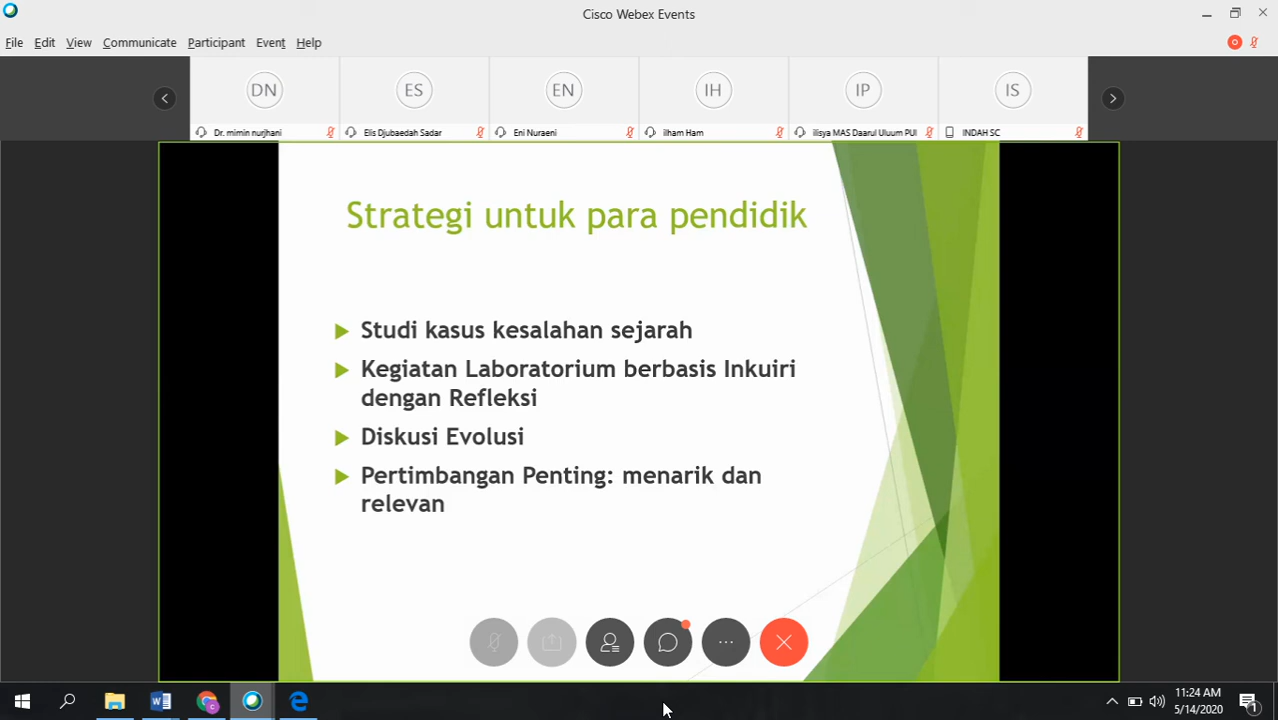 Cisco Webex Events
File Edit View Communicate Participant Event Help
DN ES EN IH IP IS
Dr. mimin nurjhani Elis Djubaedah Sadar Eni Nuraeni ilham Ham ilisya MAS Daarul Uluum PUI INDAH SC
Strategi untuk para pendidik
Studi kasus kesalahan sejarah
Kegiatan Laboratorium berbasis Inkuiri
dengan Refleksi
Diskusi Evolusi
Pertimbangan Penting: menarik dan
relevan
11:24 AM
5/14/2020
1